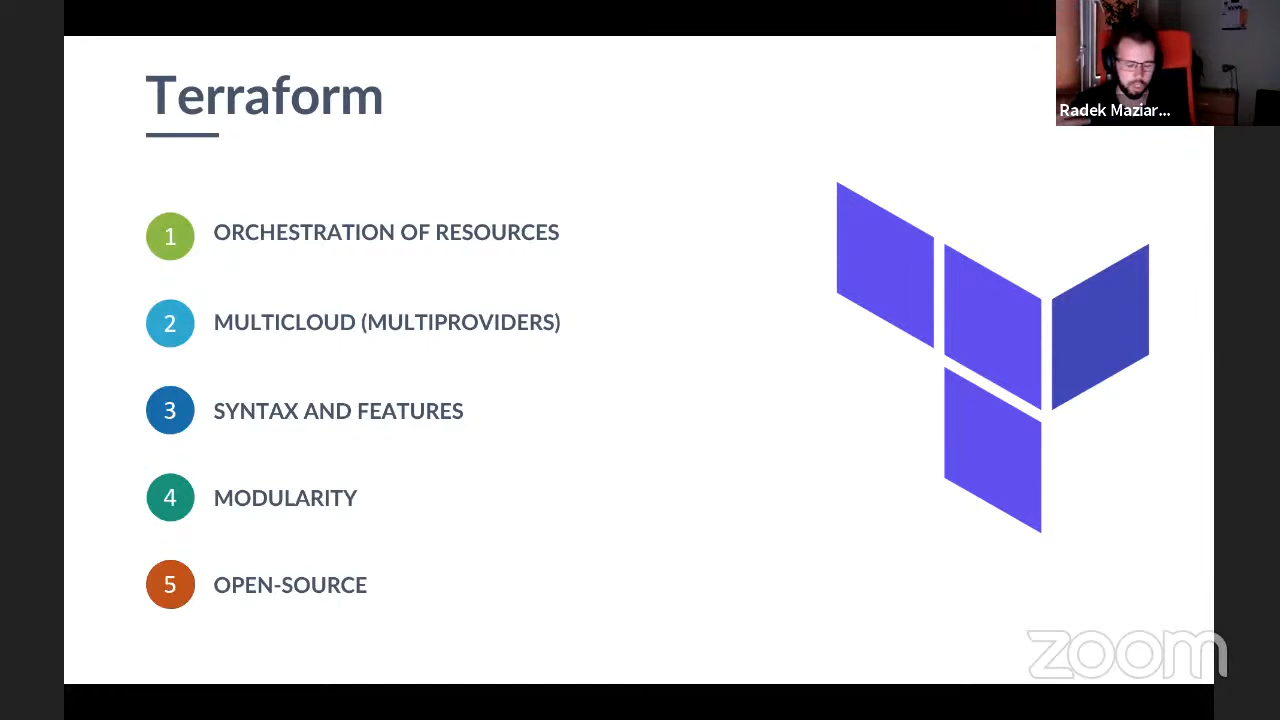 Terraform
Radek Maziar...
1 ORCHESTRATION OF RESOURCES
2 MULTICLOUD (MULTIPROVIDERS)
3 SYNTAX AND FEATURES
4 MODULARITY
5 OPEN-SOURCE
zoom